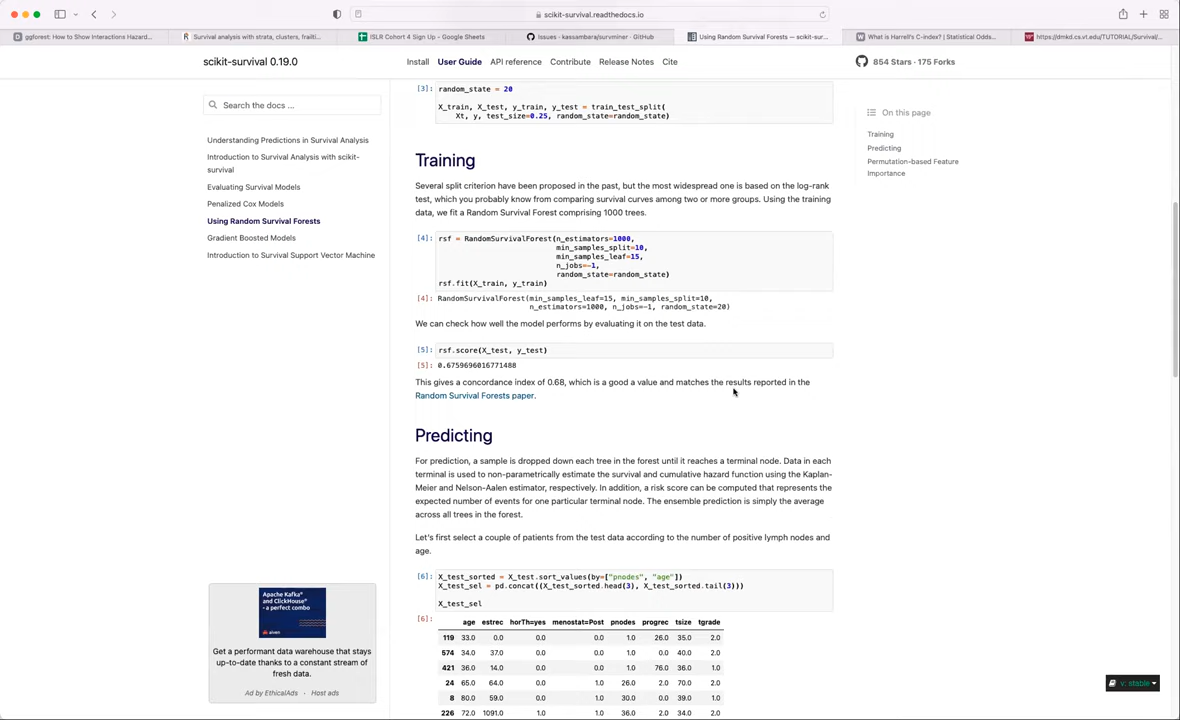 scikit-survival.readthedocs.io
ggforest: How to Show Interactions Hazard...
Survival analysis with strata, clusters, frailti...
ISLR Cohort 4 Sign Up - Google Sheets
Issues · kassambara/survminer · GitHub
Using Random Survival Forests — scikit-sur...
What is Harrell's C-index? | Statistical Odds...
https://dmkd.cs.vt.edu/TUTORIAL/Survival/...
scikit-survival 0.19.0
Install User Guide API reference Contribute Release Notes Cite
854 Stars · 175 Forks
Search the docs ...
Understanding Predictions in Survival Analysis
Introduction to Survival Analysis with scikit-
survival
Evaluating Survival Models
Penalized Cox Models
Using Random Survival Forests
Gradient Boosted Models
Introduction to Survival Support Vector Machine
Apache Kafka®
and ClickHouse®
- a perfect combo
aiven
Get a performant data warehouse that stays
up-to-date thanks to a constant stream of
fresh data.
Ad by EthicalAds · Host ads
[3]: random_state = 20
X_train, X_test, y_train, y_test = train_test_split(
Xt, y, test_size=0.25, random_state=random_state)
Training
Several split criterion have been proposed in the past, but the most widespread one is based on the log-rank
test, which you probably know from comparing survival curves among two or more groups. Using the training
data, we fit a Random Survival Forest comprising 1000 trees.
[4]: rsf = RandomSurvivalForest(n_estimators=1000,
min_samples_split=10,
min_samples_leaf=15,
n_jobs=-1,
random_state=random_state)
rsf.fit(X_train, y_train)
[4]: RandomSurvivalForest(min_samples_leaf=15, min_samples_split=10,
n_estimators=1000, n_jobs=-1, random_state=20)
We can check how well the model performs by evaluating it on the test data.
[5]: rsf.score(X_test, y_test)
[5]: 0.6759696016771488
This gives a concordance index of 0.68, which is a good a value and matches the results reported in the
Random Survival Forests paper.
Predicting
For prediction, a sample is dropped down each tree in the forest until it reaches a terminal node. Data in each
terminal is used to non-parametrically estimate the survival and cumulative hazard function using the Kaplan-
Meier and Nelson-Aalen estimator, respectively. In addition, a risk score can be computed that represents the
expected number of events for one particular terminal node. The ensemble prediction is simply the average
across all trees in the forest.
Let's first select a couple of patients from the test data according to the number of positive lymph nodes and
age.
[6]: X_test_sorted = X_test.sort_values(by=["pnodes", "age"])
X_test_sel = pd.concat((X_test_sorted.head(3), X_test_sorted.tail(3)))
X_test_sel
[6]: age estrec horTh=yes menostat=Post pnodes progrec tsize tgrade
119 33.0 0.0 0.0 0.0 1.0 26.0 35.0 2.0
574 34.0 37.0 0.0 0.0 1.0 0.0 40.0 2.0
421 36.0 14.0 0.0 0.0 1.0 76.0 36.0 1.0
24 65.0 64.0 0.0 1.0 26.0 2.0 70.0 2.0
8 80.0 59.0 0.0 1.0 30.0 0.0 39.0 1.0
226 72.0 1091.0 1.0 1.0 36.0 2.0 34.0 2.0
On this page
Training
Predicting
Permutation-based Feature
Importance
v: stable